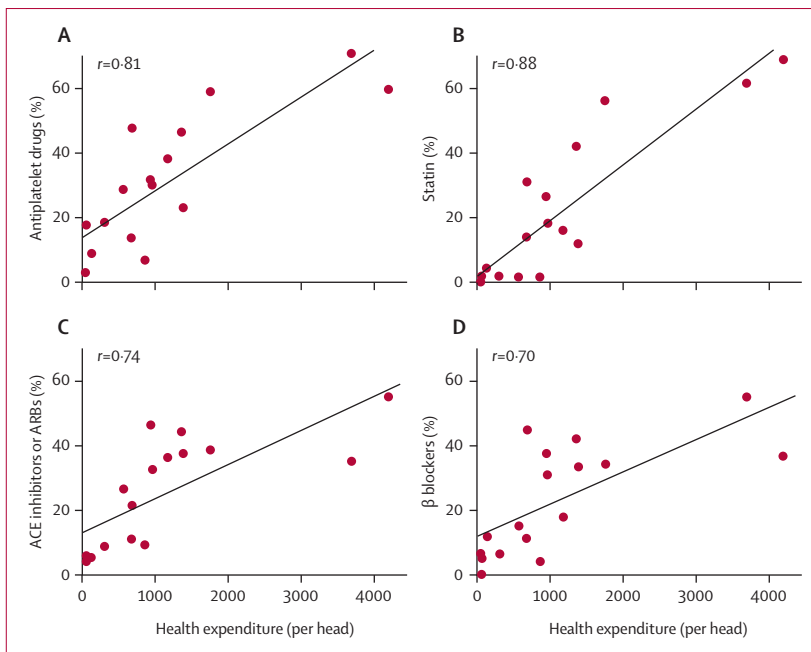 A
r=0·81
Antiplatelet drugs (%)
60
40
20
0
B
r=0·88
Statin (%)
60
40
20
0
C
r=0·74
ACE inhibitors or ARBs (%)
60
40
20
0
0 1000 2000 3000 4000
Health expenditure (per head)
D
r=0·70
β blockers (%)
60
40
20
0
0 1000 2000 3000 4000
Health expenditure (per head)